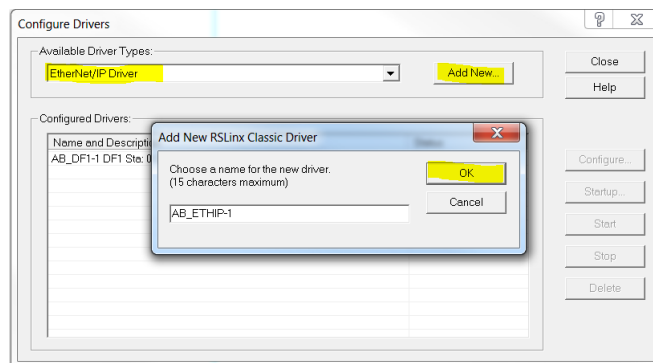 Configure Drivers
Available Driver Types:
EtherNet/IP Driver
Add New...
Close
Help
Configured Drivers:
Name and Descripti
AB_DF1-1 DF1 Sta: 0
Add New RSLinx Classic Driver
Choose a name for the new driver.
(15 characters maximum)
OK
AB_ETHIP-1
Cancel
Configure...
Startup...
Start
Stop
Delete